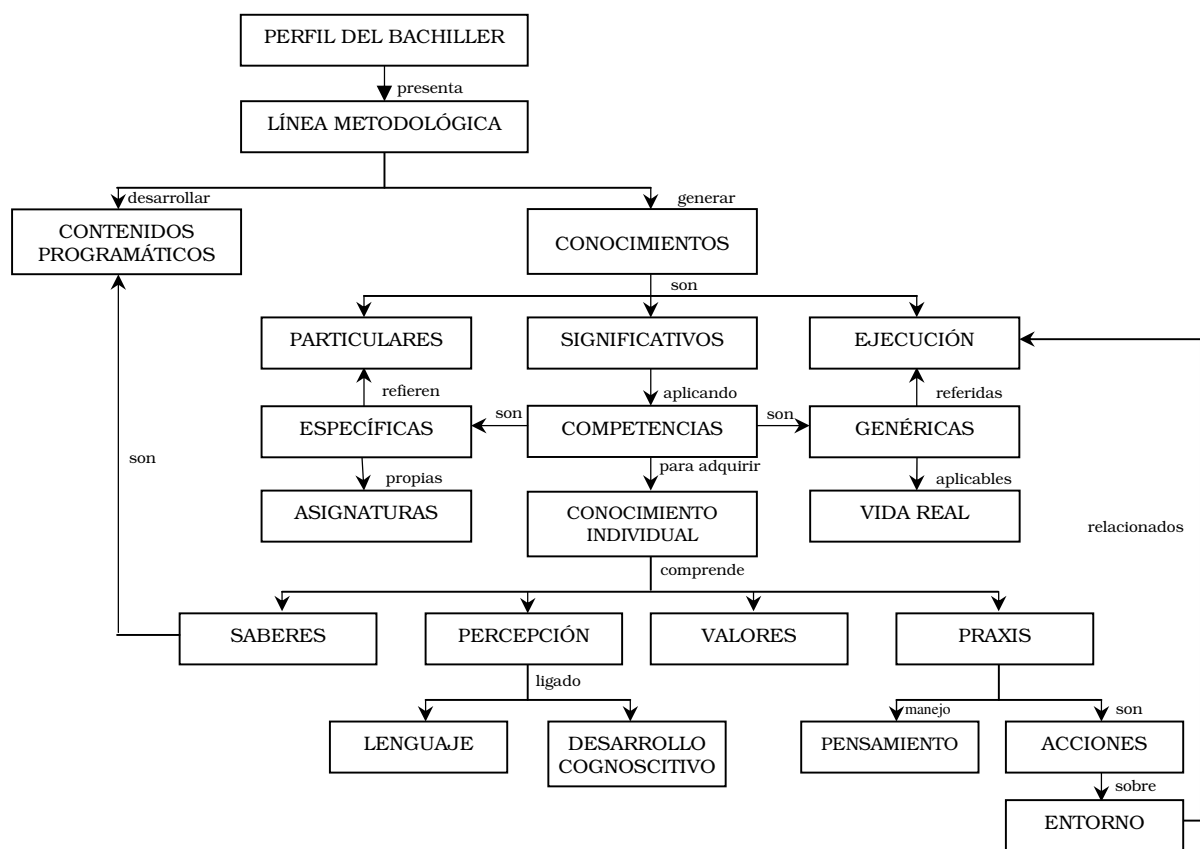 PERFIL DEL BACHILLER
presenta
LÍNEA METODOLÓGICA
desarrollar
generar
CONTENIDOS
PROGRAMÁTICOS
CONOCIMIENTOS
son
PARTICULARES
SIGNIFICATIVOS
EJECUCIÓN
refieren
aplicando
referidas
ESPECÍFICAS
son
COMPETENCIAS
son
GENÉRICAS
son
propias
para adquirir
aplicables
ASIGNATURAS
CONOCIMIENTO
INDIVIDUAL
VIDA REAL
relacionados
comprende
SABERES
PERCEPCIÓN
VALORES
PRAXIS
ligado
manejo
son
LENGUAJE
DESARROLLO
COGNOSCITIVO
PENSAMIENTO
ACCIONES
sobre
ENTORNO